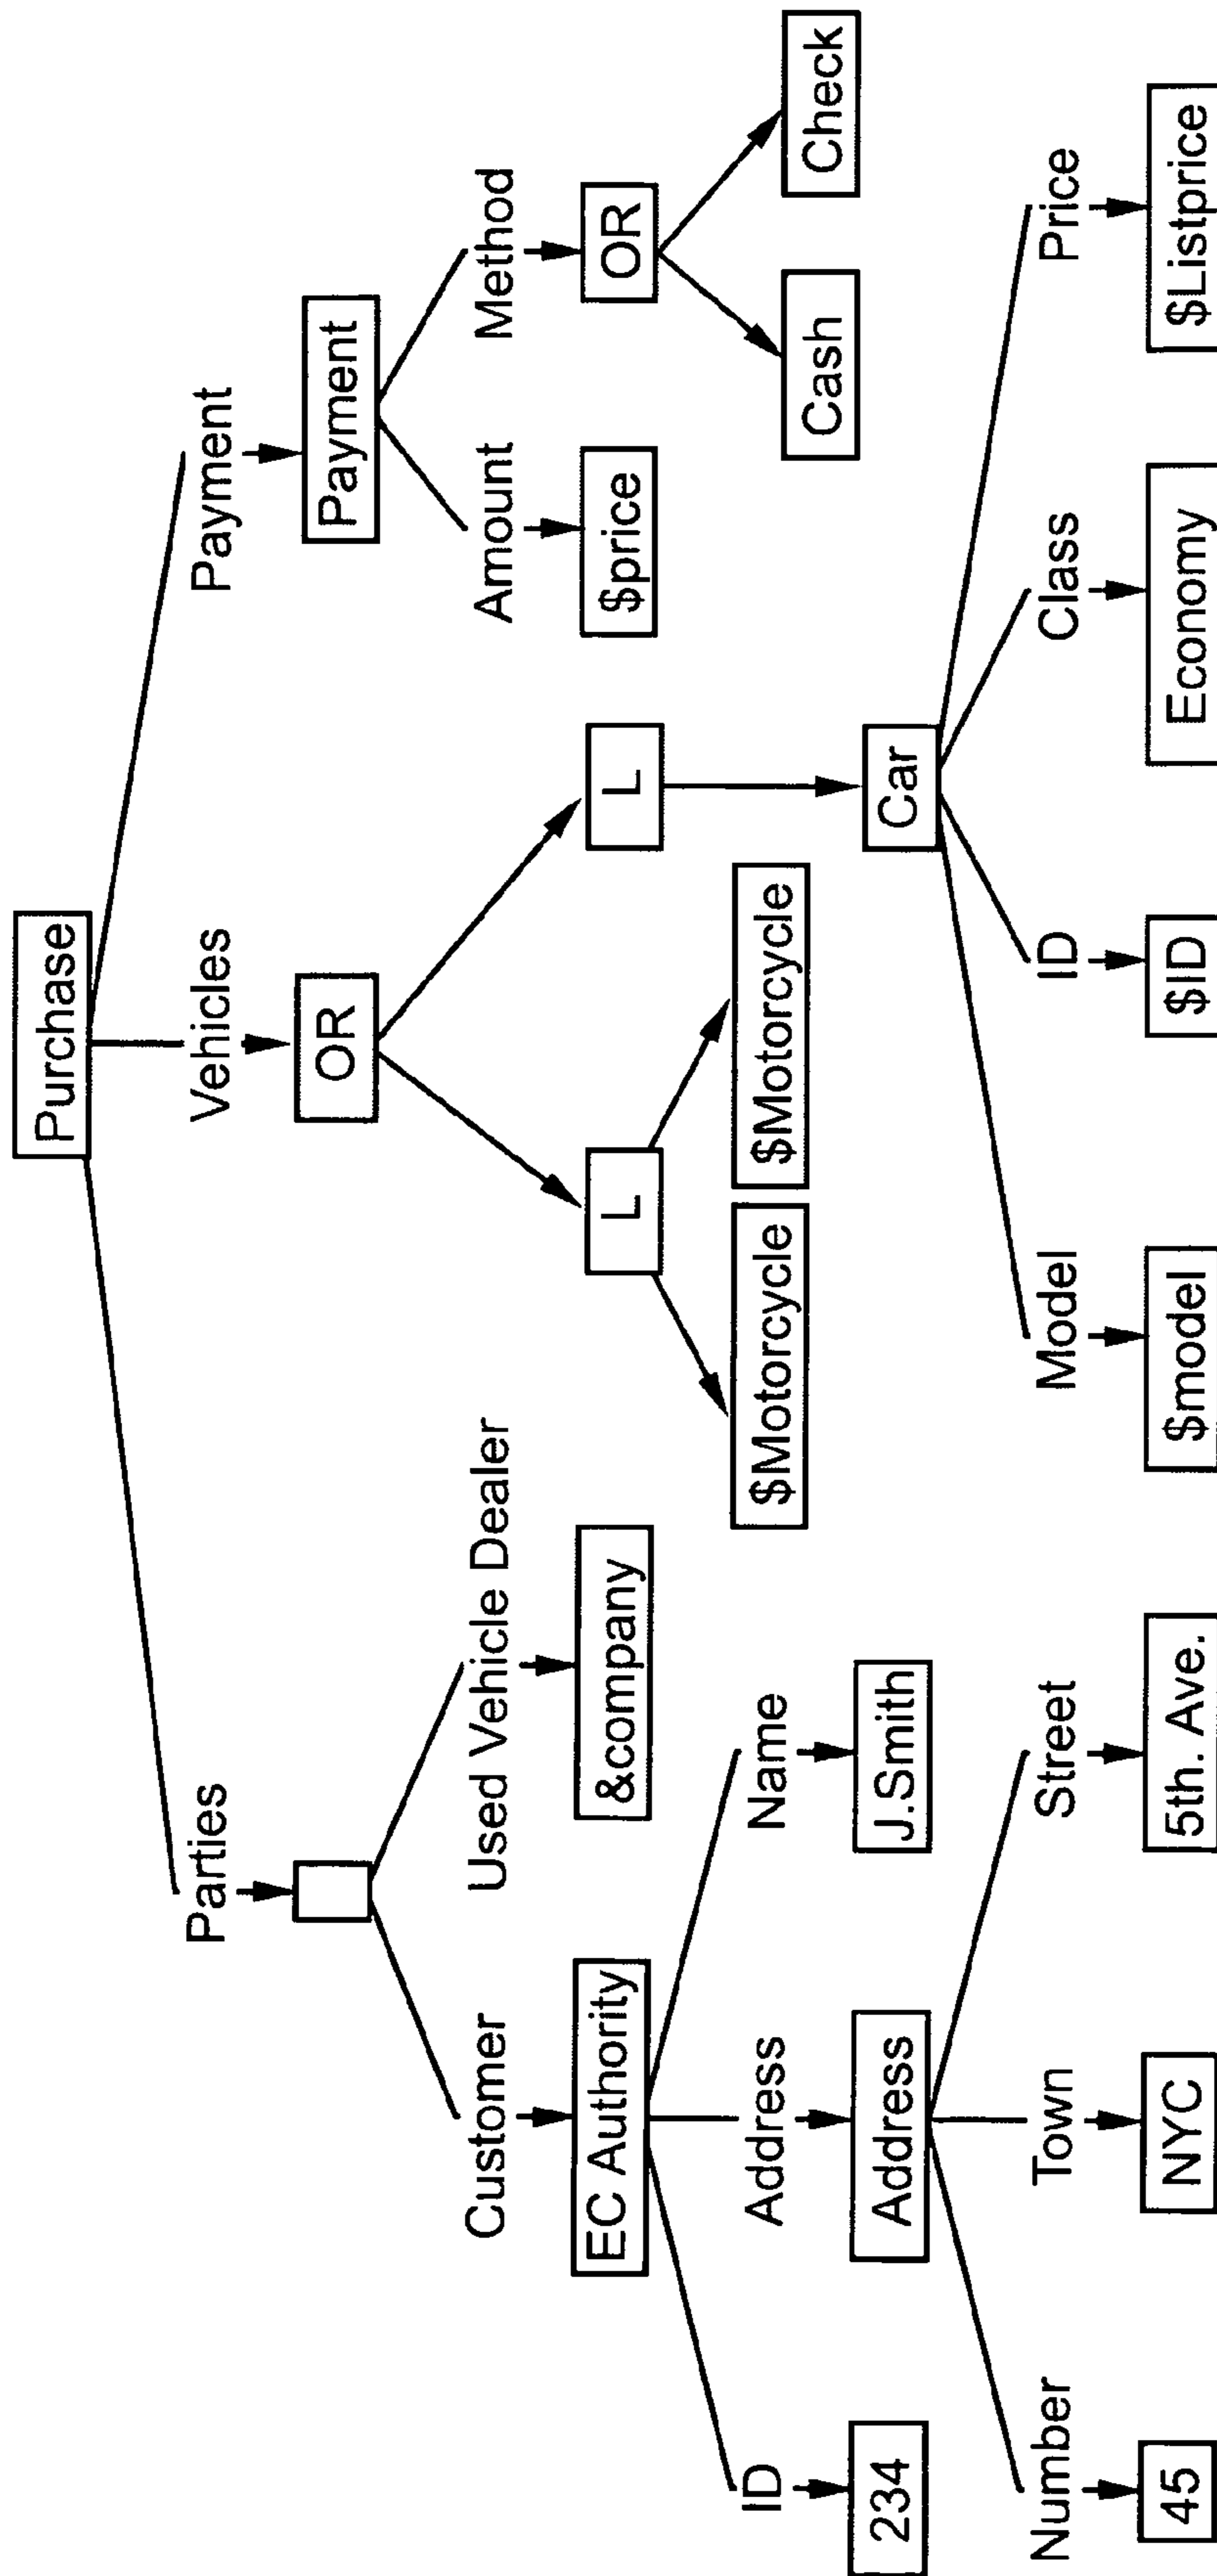 Purchase
Parties
Vehicles
Payment
OR
Payment
Customer
Used Vehicle Dealer
Amount
Method
EC Authority
&company
L
L
$price
OR
ID
Address
Name
$Motorcycle
$Motorcycle
Cash
Check
234
Address
J.Smith
Car
Number
Town
Street
Model
ID
Class
Price
45
NYC
5th. Ave.
$model
$ID
Economy
$Listprice